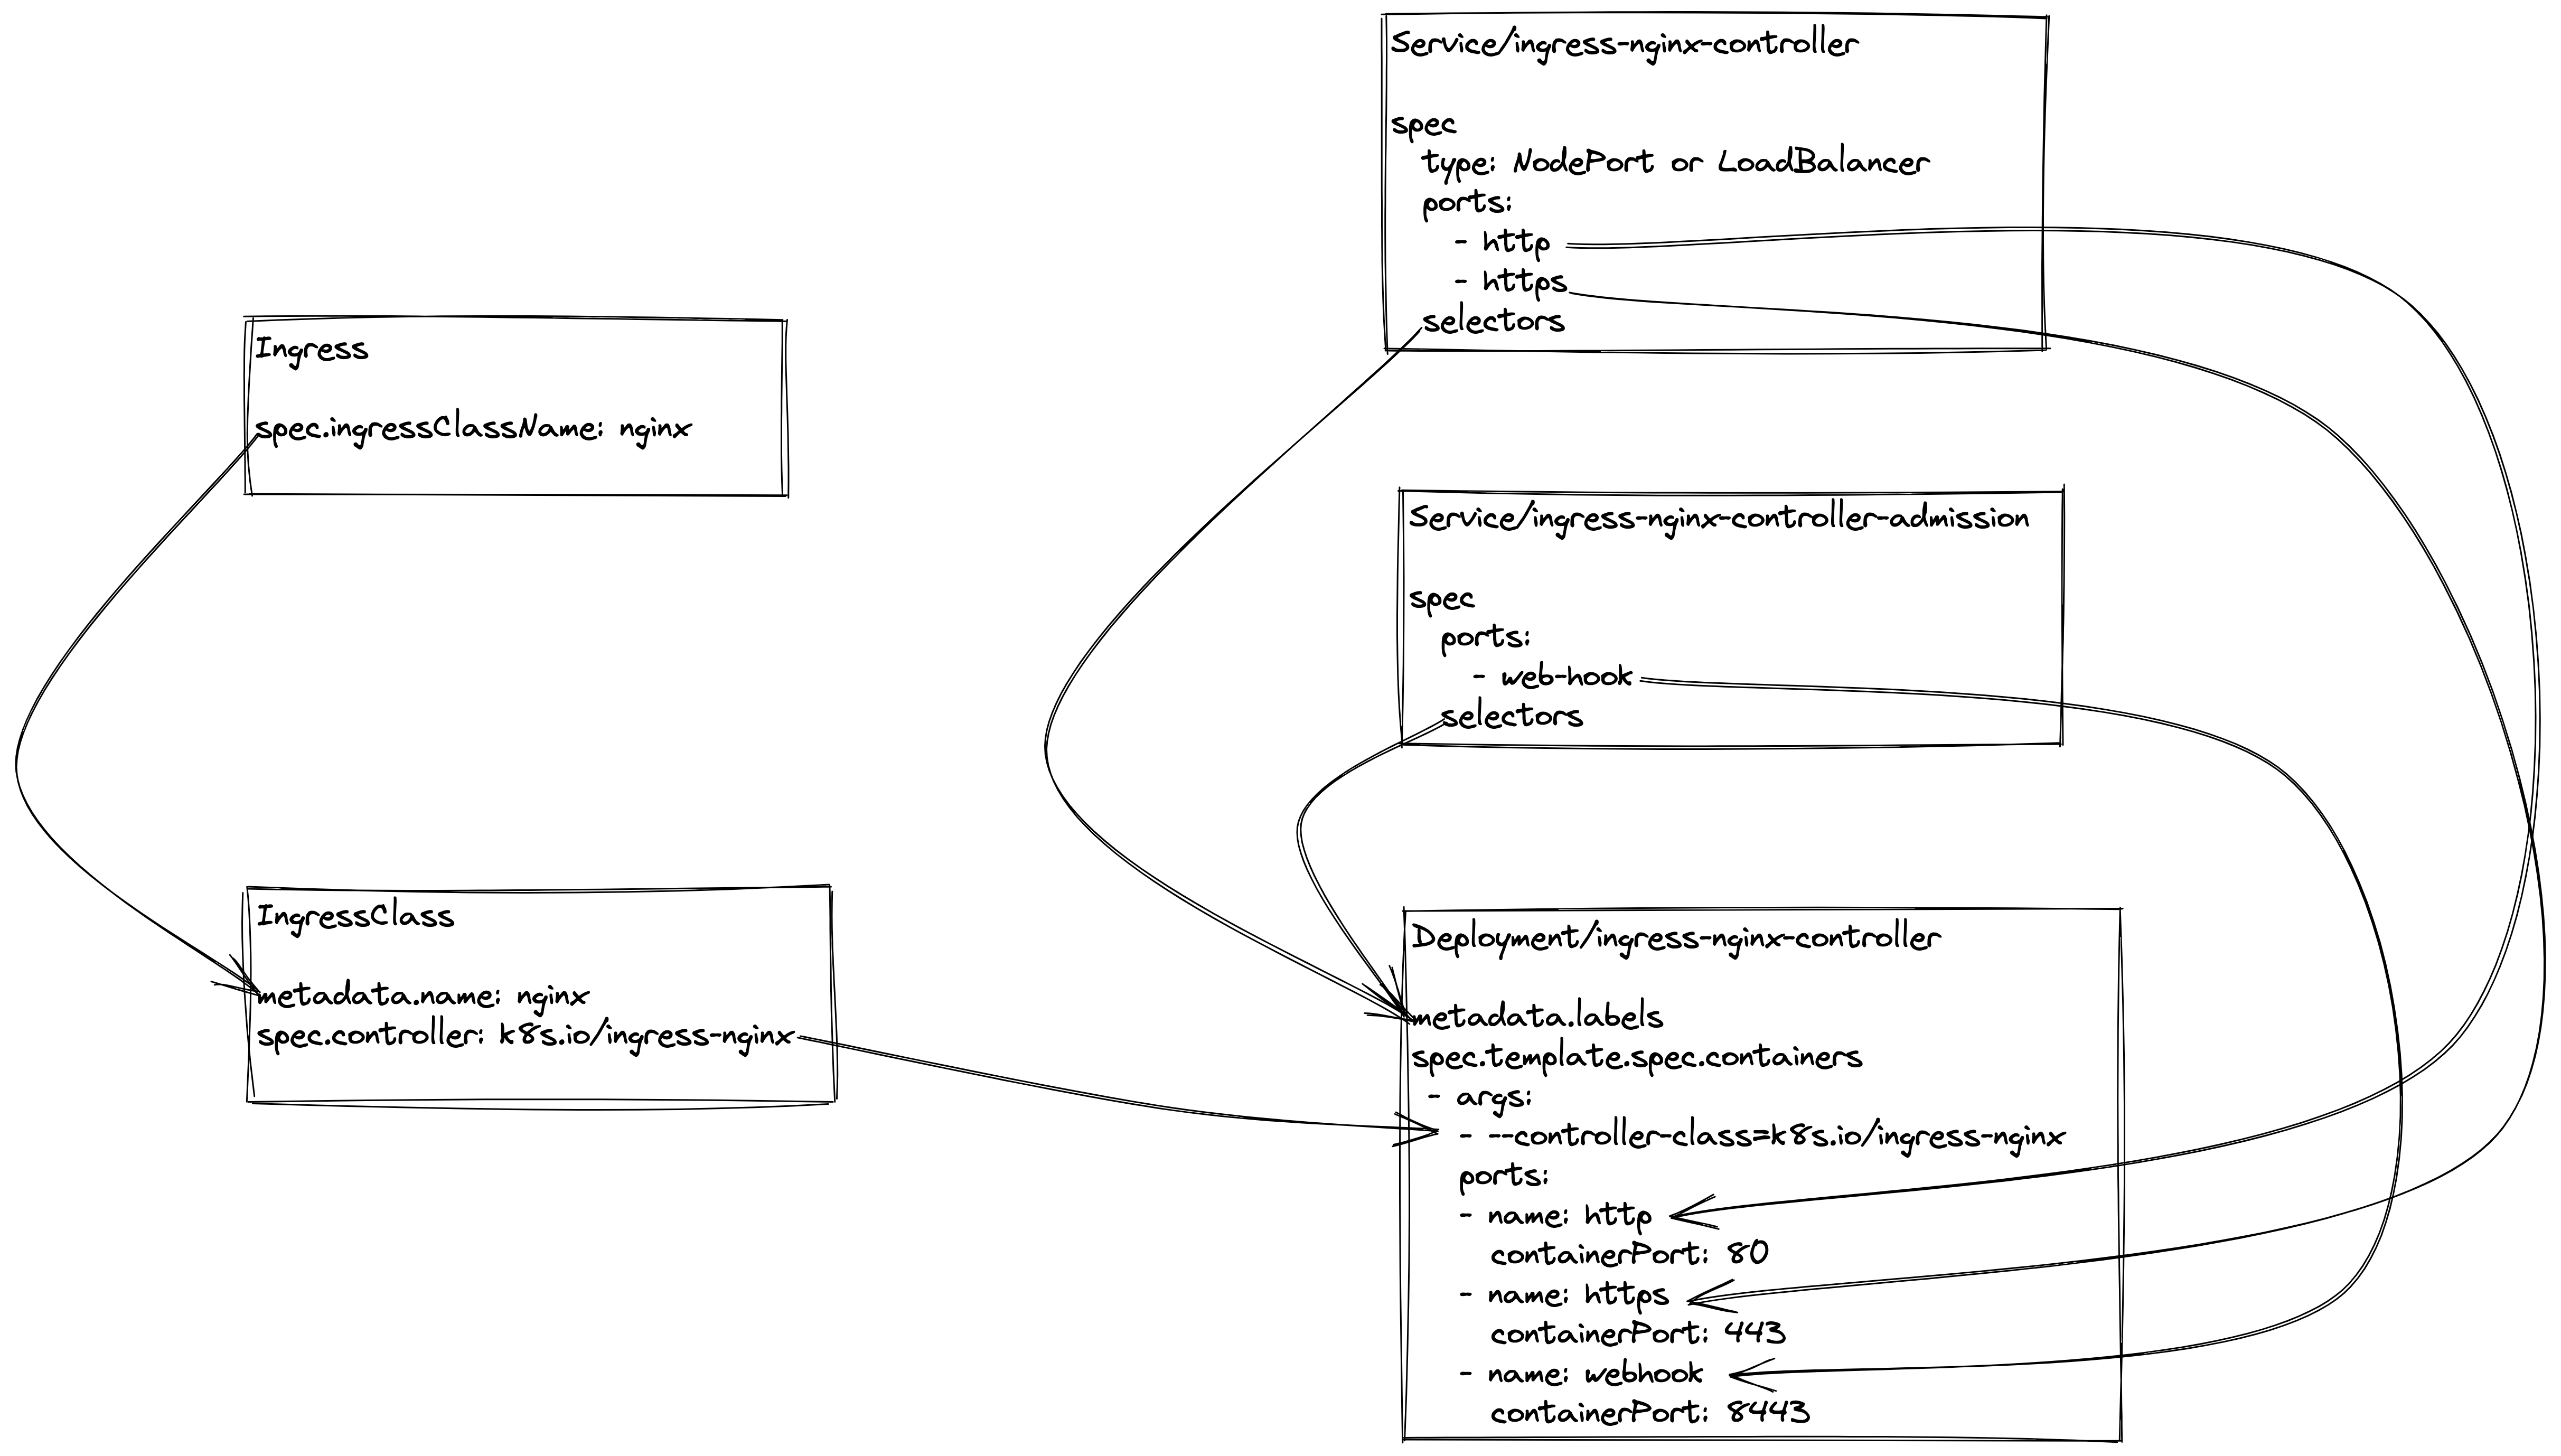 Service/ingress-nginx-controller
spec
type: NodePort or LoadBalancer
ports:
- http
- https
selectors
Ingress
spec.ingressClassName: nginx
Service/ingress-nginx-controller-admission
spec
ports:
- web-hook
selectors
IngressClass
metadata.name: nginx
spec.controller: k8s.io/ingress-nginx
Deployment/ingress-nginx-controller
metadata.labels
spec.template.spec.containers
- args:
- --controller-class=k8s.io/ingress-nginx
ports:
- name: http
containerPort: 80
- name: https
containerPort: 443
- name: webhook
containerPort: 8443